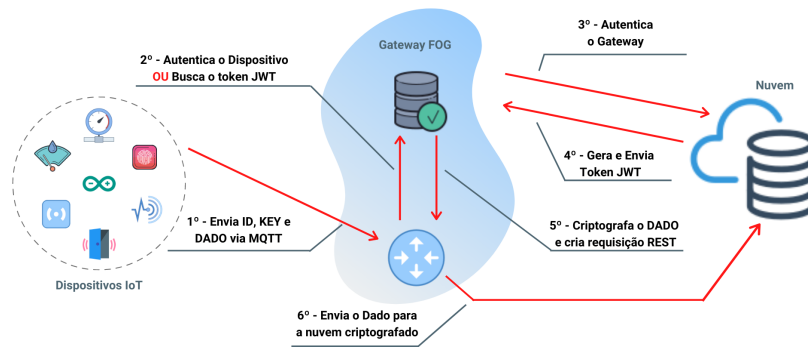 3º - Autentica
o Gateway
Gateway FOG
2º - Autentica o Dispositivo
OU Busca o token JWT
Nuvem
4º - Gera e Envia
Token JWT
1º - Envia ID, KEY e
DADO via MQTT
5º - Criptografa o DADO
e cria requisição REST
Dispositivos IoT
6º - Envia o Dado para
a nuvem criptografado